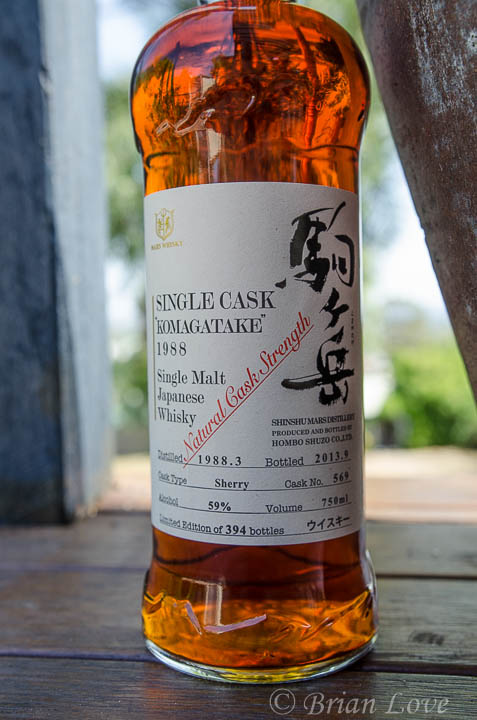 MARS WHISKY
駒ヶ岳
SINGLE CASK
"KOMAGATAKE"
1988
Single Malt
Japanese
Whisky
Natural Cask Strength
SHINSHU MARS DISTILLERY
PRODUCED AND BOTTLED BY
HOMBO SHUZO CO.,LTD.
Distilled 1988.3 Bottled 2013.9
Cask Type Sherry Cask No. 569
Alcohol 59% Volume 750ml
Limited Edition of 394 bottles ウイスキー
© Brian Love